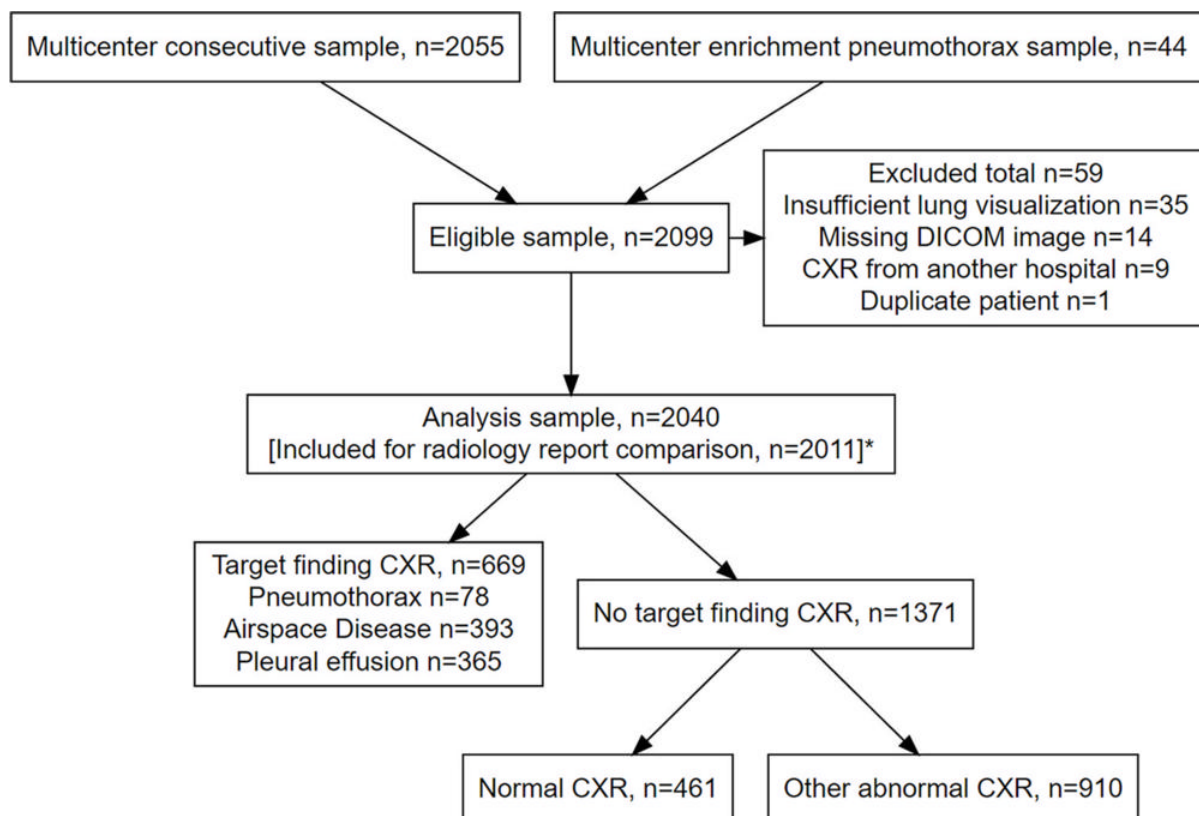 Multicenter consecutive sample, n=2055
Multicenter enrichment pneumothorax sample, n=44
Excluded total n=59
Insufficient lung visualization n=35
Missing DICOM image n=14
CXR from another hospital n=9
Duplicate patient n=1
Eligible sample, n=2099
Analysis sample, n=2040
[Included for radiology report comparison, n=2011]*
Target finding CXR, n=669
Pneumothorax n=78
Airspace Disease n=393
Pleural effusion n=365
No target finding CXR, n=1371
Normal CXR, n=461
Other abnormal CXR, n=910